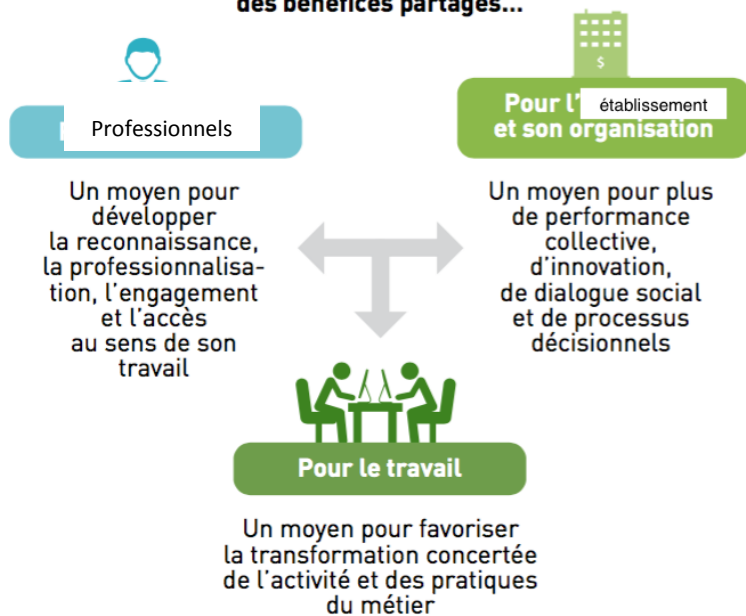 des bénéfices partagés...
Professionnels
Un moyen pour
développer
la reconnaissance,
la professionnalisa-
tion, l'engagement
et l'accès
au sens de son
travail
$
Pour l' établissement
et son organisation
Un moyen pour plus
de performance
collective,
d'innovation,
de dialogue social
et de processus
décisionnels
Pour le travail
Un moyen pour favoriser
la transformation concertée
de l'activité et des pratiques
du métier